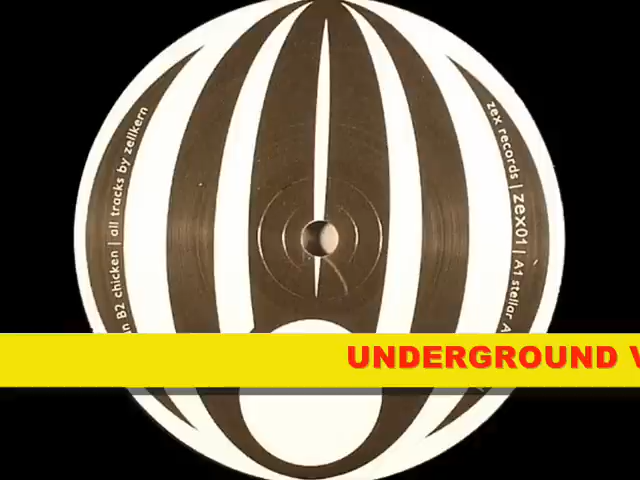 B2 chicken | all tracks by zellkern
zex records | zex01 | A1 stellar
UNDERGROUND